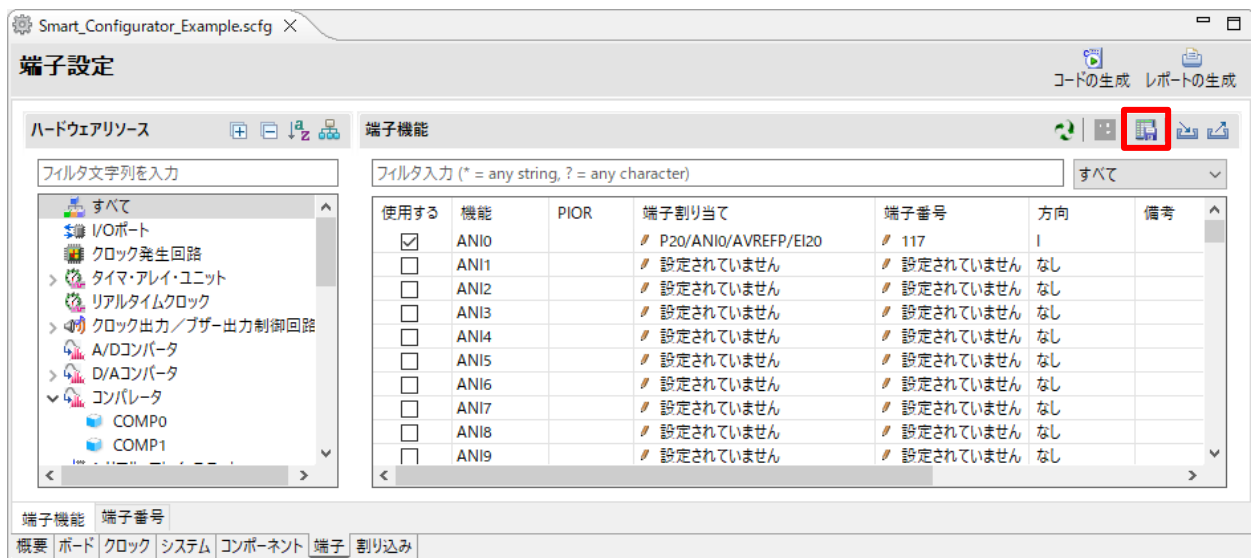 Smart_Configurator_Example.scfg
端子設定
コードの生成 レポートの生成
ハードウェアリソース
フィルタ文字列を入力
すべて
I/Oポート
クロック発生回路
タイマ・アレイ・ユニット
リアルタイムクロック
クロック出力／ブザー出力制御回路
A/Dコンバータ
D/Aコンバータ
コンパレータ
COMP0
COMP1
端子機能
フィルタ入力 (* = any string, ? = any character)
すべて
使用する 機能 PIOR 端子割り当て 端子番号 方向 備考
ANI0 P20/ANI0/AVREFP/EI20 117 I
ANI1 設定されていません 設定されていません なし
ANI2 設定されていません 設定されていません なし
ANI3 設定されていません 設定されていません なし
ANI4 設定されていません 設定されていません なし
ANI5 設定されていません 設定されていません なし
ANI6 設定されていません 設定されていません なし
ANI7 設定されていません 設定されていません なし
ANI8 設定されていません 設定されていません なし
ANI9 設定されていません 設定されていません なし
端子機能 端子番号
概要 ボード クロック システム コンポーネント 端子 割り込み